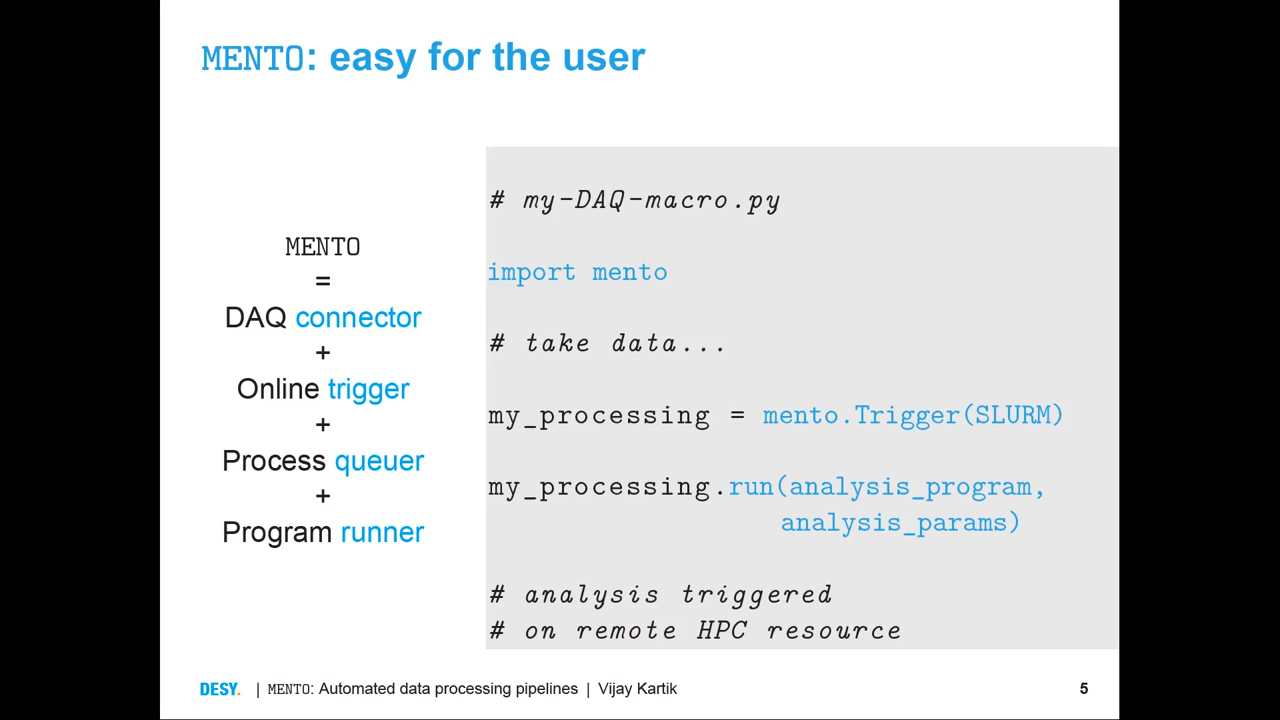 MENTO: easy for the user
MENTO
=
DAQ connector
+
Online trigger
+
Process queuer
+
Program runner
# my-DAQ-macro.py
import mento
# take data...
my_processing = mento.Trigger(SLURM)
my_processing.run(analysis_program,
analysis_params)
# analysis triggered
# on remote HPC resource
DESY. | MENTO: Automated data processing pipelines | Vijay Kartik
5